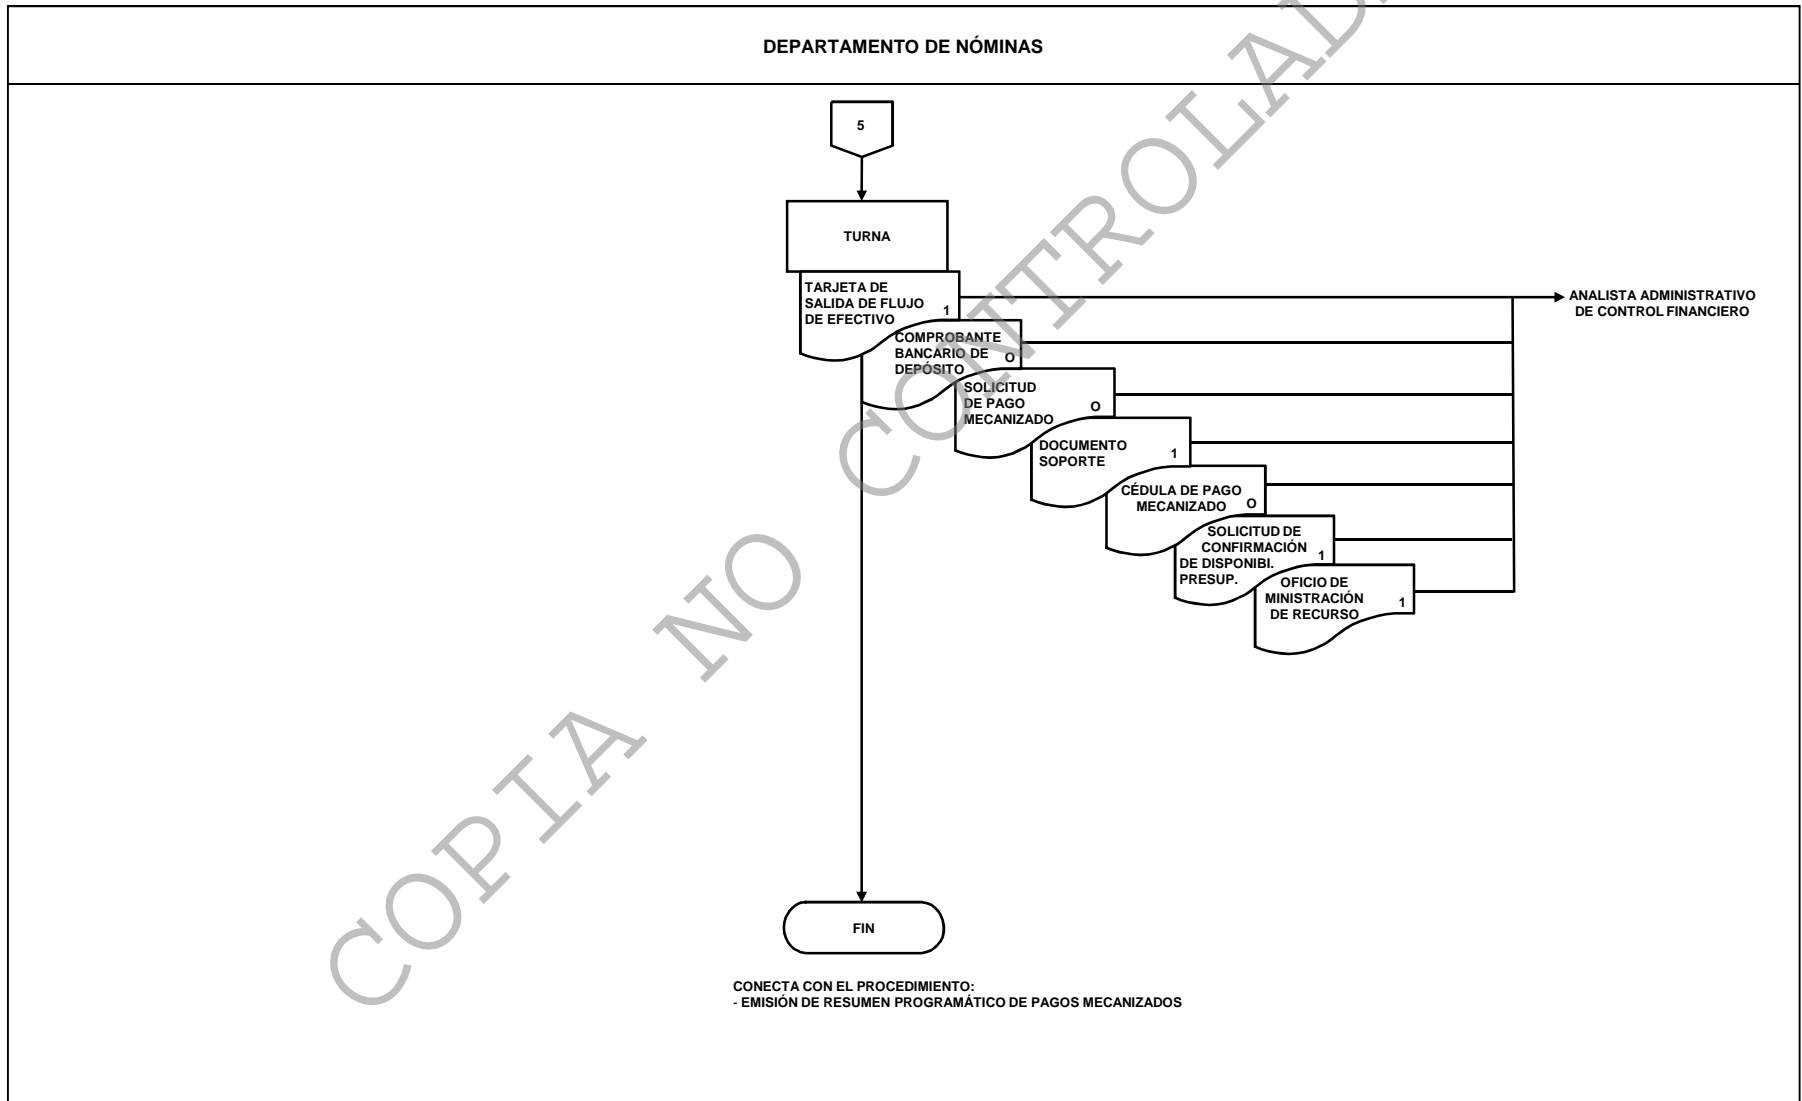 DEPARTAMENTO DE NÓMINAS
5
TURNA
TARJETA DE
SALIDA DE FLUJO
DE EFECTIVO 1
COMPROBANTE
BANCARIO DE
DEPÓSITO O
SOLICITUD
DE PAGO
MECANIZADO O
DOCUMENTO
SOPORTE 1
CÉDULA DE PAGO
MECANIZADO O
SOLICITUD DE
CONFIRMACIÓN
DE DISPONIBI. 1
PRESUP.
OFICIO DE
MINISTRACIÓN
DE RECURSO 1
ANALISTA ADMINISTRATIVO
DE CONTROL FINANCIERO
FIN
CONECTA CON EL PROCEDIMIENTO:
- EMISIÓN DE RESUMEN PROGRAMÁTICO DE PAGOS MECANIZADOS
COPIA NO CONTROLAD